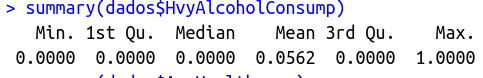 > summary(dados$HvyAlcoholConsump)
Min. 1st Qu. Median Mean 3rd Qu. Max.
0.0000 0.0000 0.0000 0.0562 0.0000 1.0000